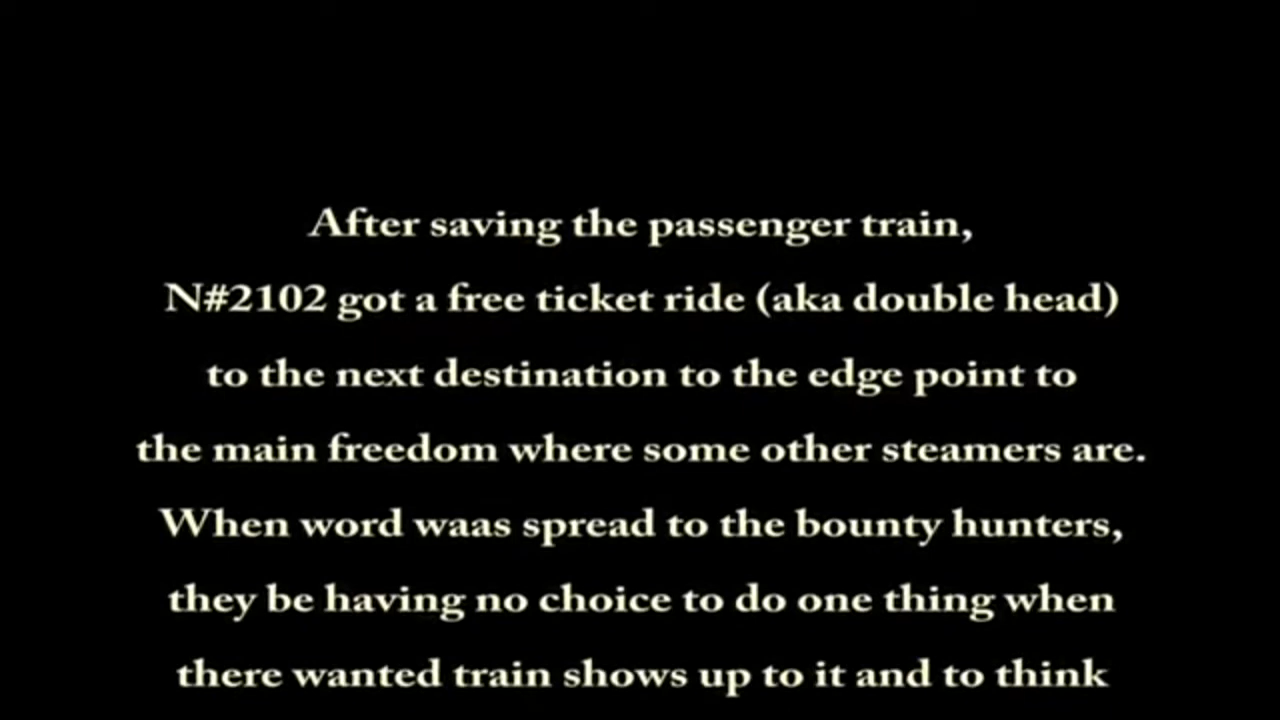 After saving the passenger train,
N#2102 got a free ticket ride (aka double head)
to the next destination to the edge point to
the main freedom where some other steamers are.
When word waas spread to the bounty hunters,
they be having no choice to do one thing when
there wanted train shows up to it and to think